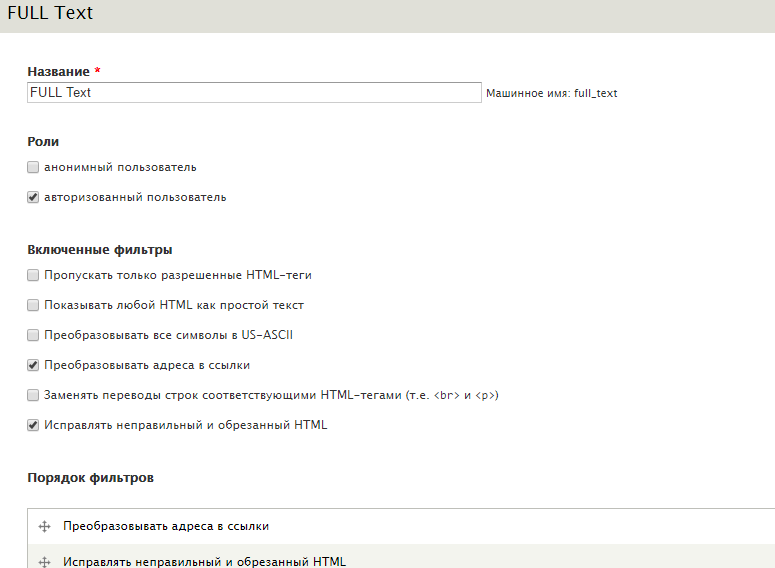 FULL Text
Название *
FULL Text Машинное имя: full_text
Роли
анонимный пользователь
авторизованный пользователь
Включенные фильтры
Пропускать только разрешенные HTML-теги
Показывать любой HTML как простой текст
Преобразовывать все символы в US-ASCII
Преобразовывать адреса в ссылки
Заменять переводы строк соответствующими HTML-тегами (т.е. <br> и <p>)
Исправлять неправильный и обрезанный HTML
Порядок фильтров
Преобразовывать адреса в ссылки
Исправлять неправильный и обрезанный HTML